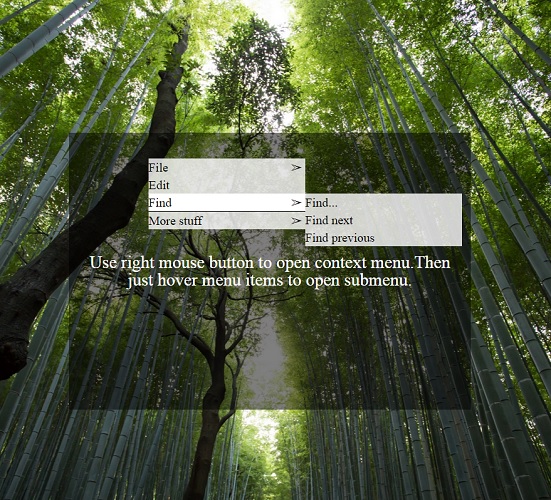 File >
Edit
Find > Find...
More stuff > Find next
Find previous
Use right mouse button to open context menu.Then
just hover menu items to open submenu.